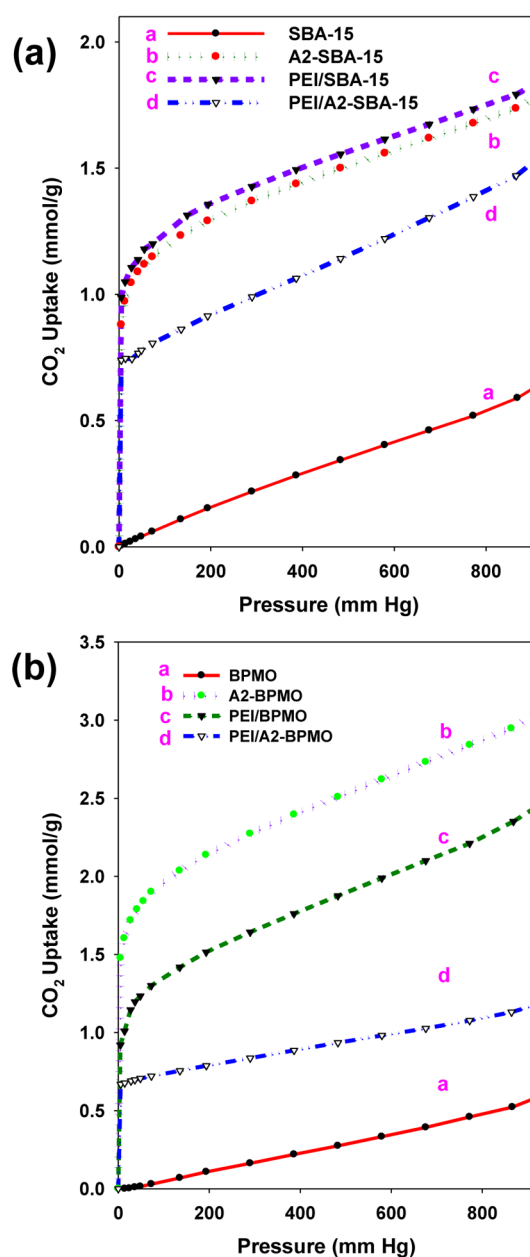 (a)
a SBA-15
b A2-SBA-15
c PEI/SBA-15
d PEI/A2-SBA-15
2.0
1.5
1.0
0.5
0.0
CO2 Uptake (mmol/g)
c
b
d
a
0 200 400 600 800
Pressure (mm Hg)
(b)
a BPMO
b A2-BPMO
c PEI/BPMO
d PEI/A2-BPMO
3.5
3.0
2.5
2.0
1.5
1.0
0.5
0.0
CO2 Uptake (mmol/g)
b
c
d
a
0 200 400 600 800
Pressure (mm Hg)